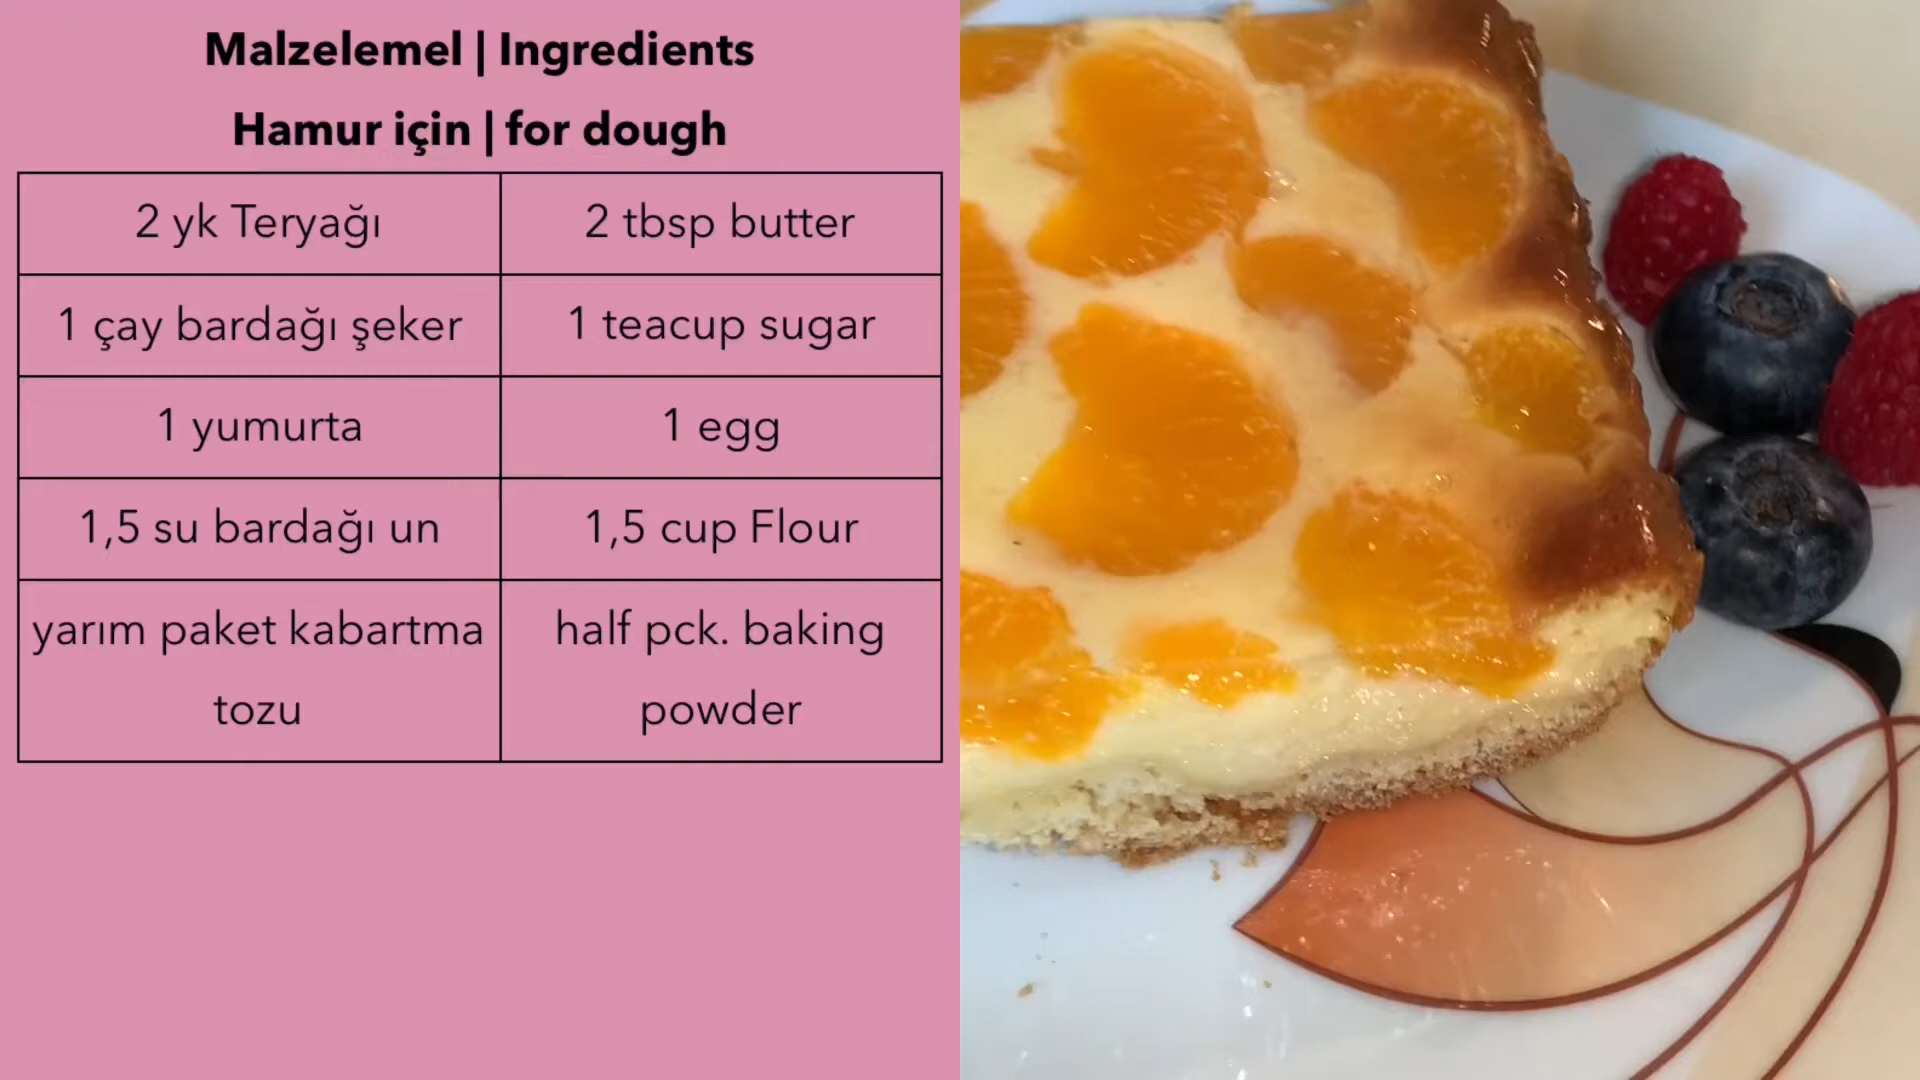 Malzelemel | Ingredients
Hamur için | for dough
2 yk Teryağı
2 tbsp butter
1 çay bardağı şeker
1 teacup sugar
1 yumurta
1 egg
1,5 su bardağı un
1,5 cup Flour
yarım paket kabartma
tozu
half pck. baking
powder